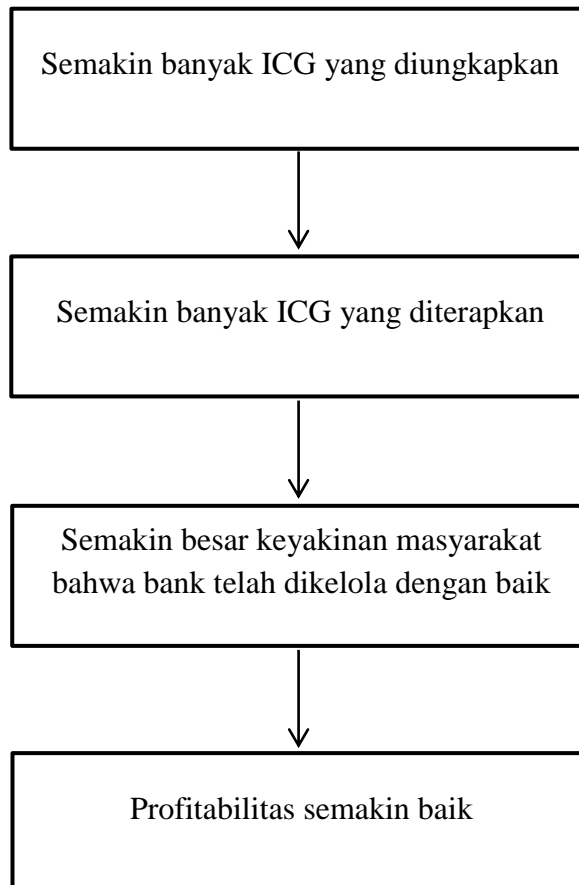 Semakin banyak ICG yang diungkapkan
Semakin banyak ICG yang diterapkan
Semakin besar keyakinan masyarakat
bahwa bank telah dikelola dengan baik
Profitabilitas semakin baik